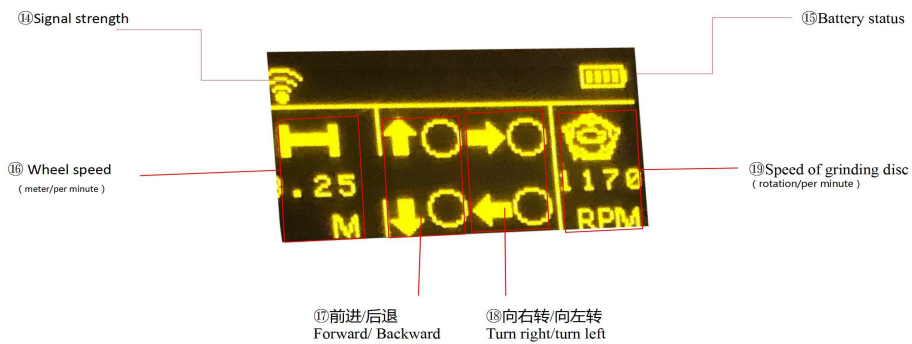 ⑭Signal strength
⑮Battery status
⑯ Wheel speed
( meter/per minute )
.25
M
1170
RPM
⑲Speed of grinding disc
( rotation/per minute )
⑰前进/后退
Forward/ Backward
⑱向右转/向左转
Turn right/turn left